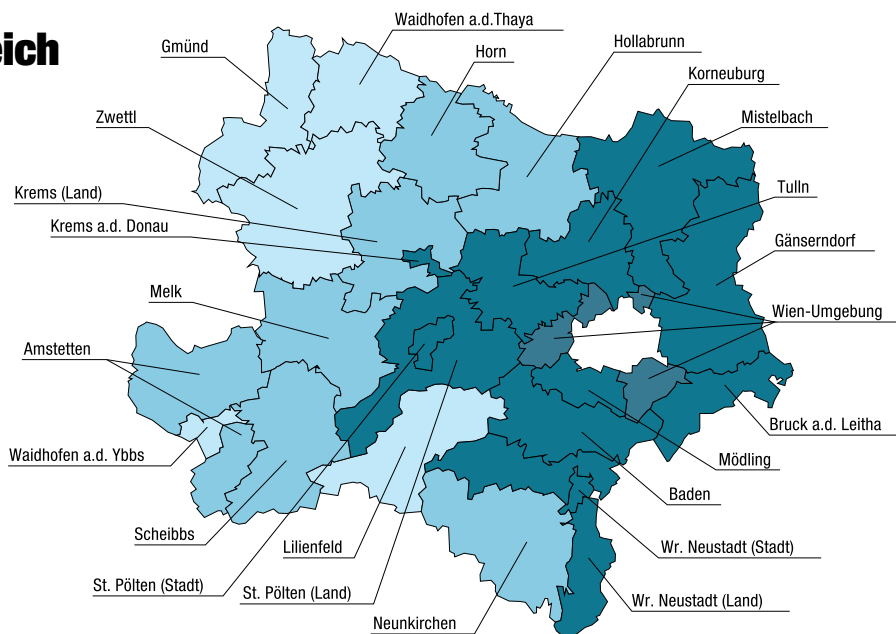 eich
Waidhofen a.d.Thaya
Gmünd
Horn
Hollabrunn
Korneuburg
Zwettl
Mistelbach
Krems (Land)
Tulln
Krems a.d. Donau
Gänserndorf
Melk
Wien-Umgebung
Amstetten
Bruck a.d. Leitha
Waidhofen a.d. Ybbs
Mödling
Baden
Scheibbs
Lilienfeld
Wr. Neustadt (Stadt)
St. Pölten (Stadt)
St. Pölten (Land)
Wr. Neustadt (Land)
Neunkirchen